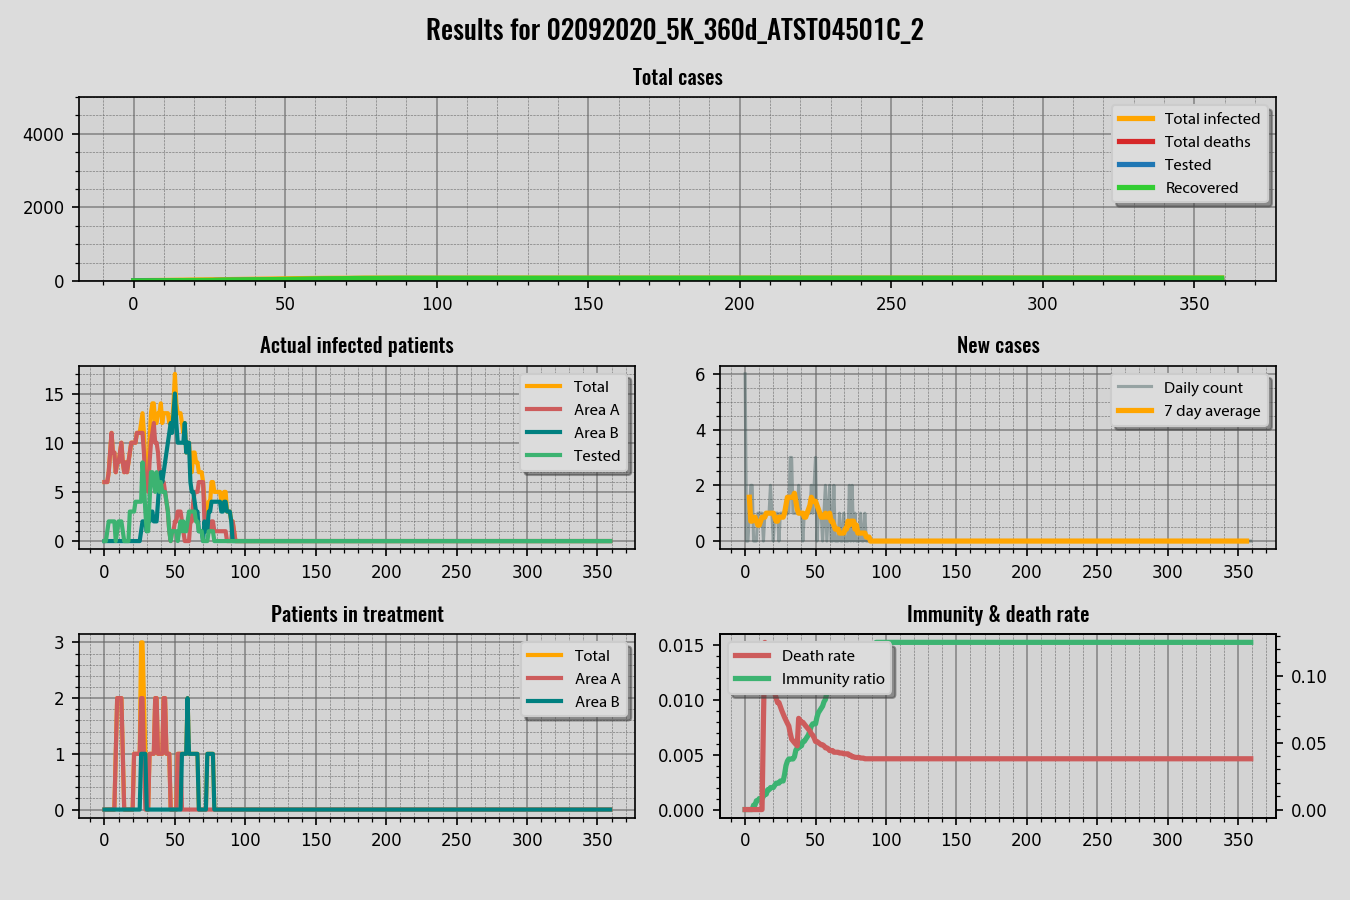 Results for 02092020_5K_360d_ATST04501C_2
Total cases
4000
2000
0
Total infected
Total deaths
Tested
Recovered
0 50 100 150 200 250 300 350
Actual infected patients
15
10
5
0
Total
Area A
Area B
Tested
0 50 100 150 200 250 300 350
New cases
6
4
2
0
Daily count
7 day average
0 50 100 150 200 250 300 350
Patients in treatment
3
2
1
0
Total
Area A
Area B
0 50 100 150 200 250 300 350
Immunity & death rate
0.015
0.010
0.005
0.000
Death rate
Immunity ratio
0.10
0.05
0.00
0 50 100 150 200 250 300 350